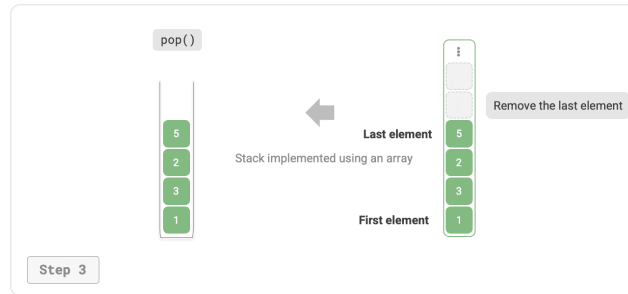 pop()
Remove the last element
5
Last element
5
2
Stack implemented using an array
2
3
3
1
First element
1
Step 3